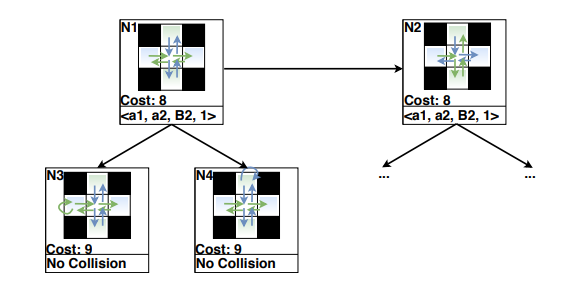 N1
Cost: 8
<a1, a2, B2, 1>
N2
Cost: 8
<a1, a2, B2, 1>
N3
Cost: 9
No Collision
N4
Cost: 9
No Collision
...
...